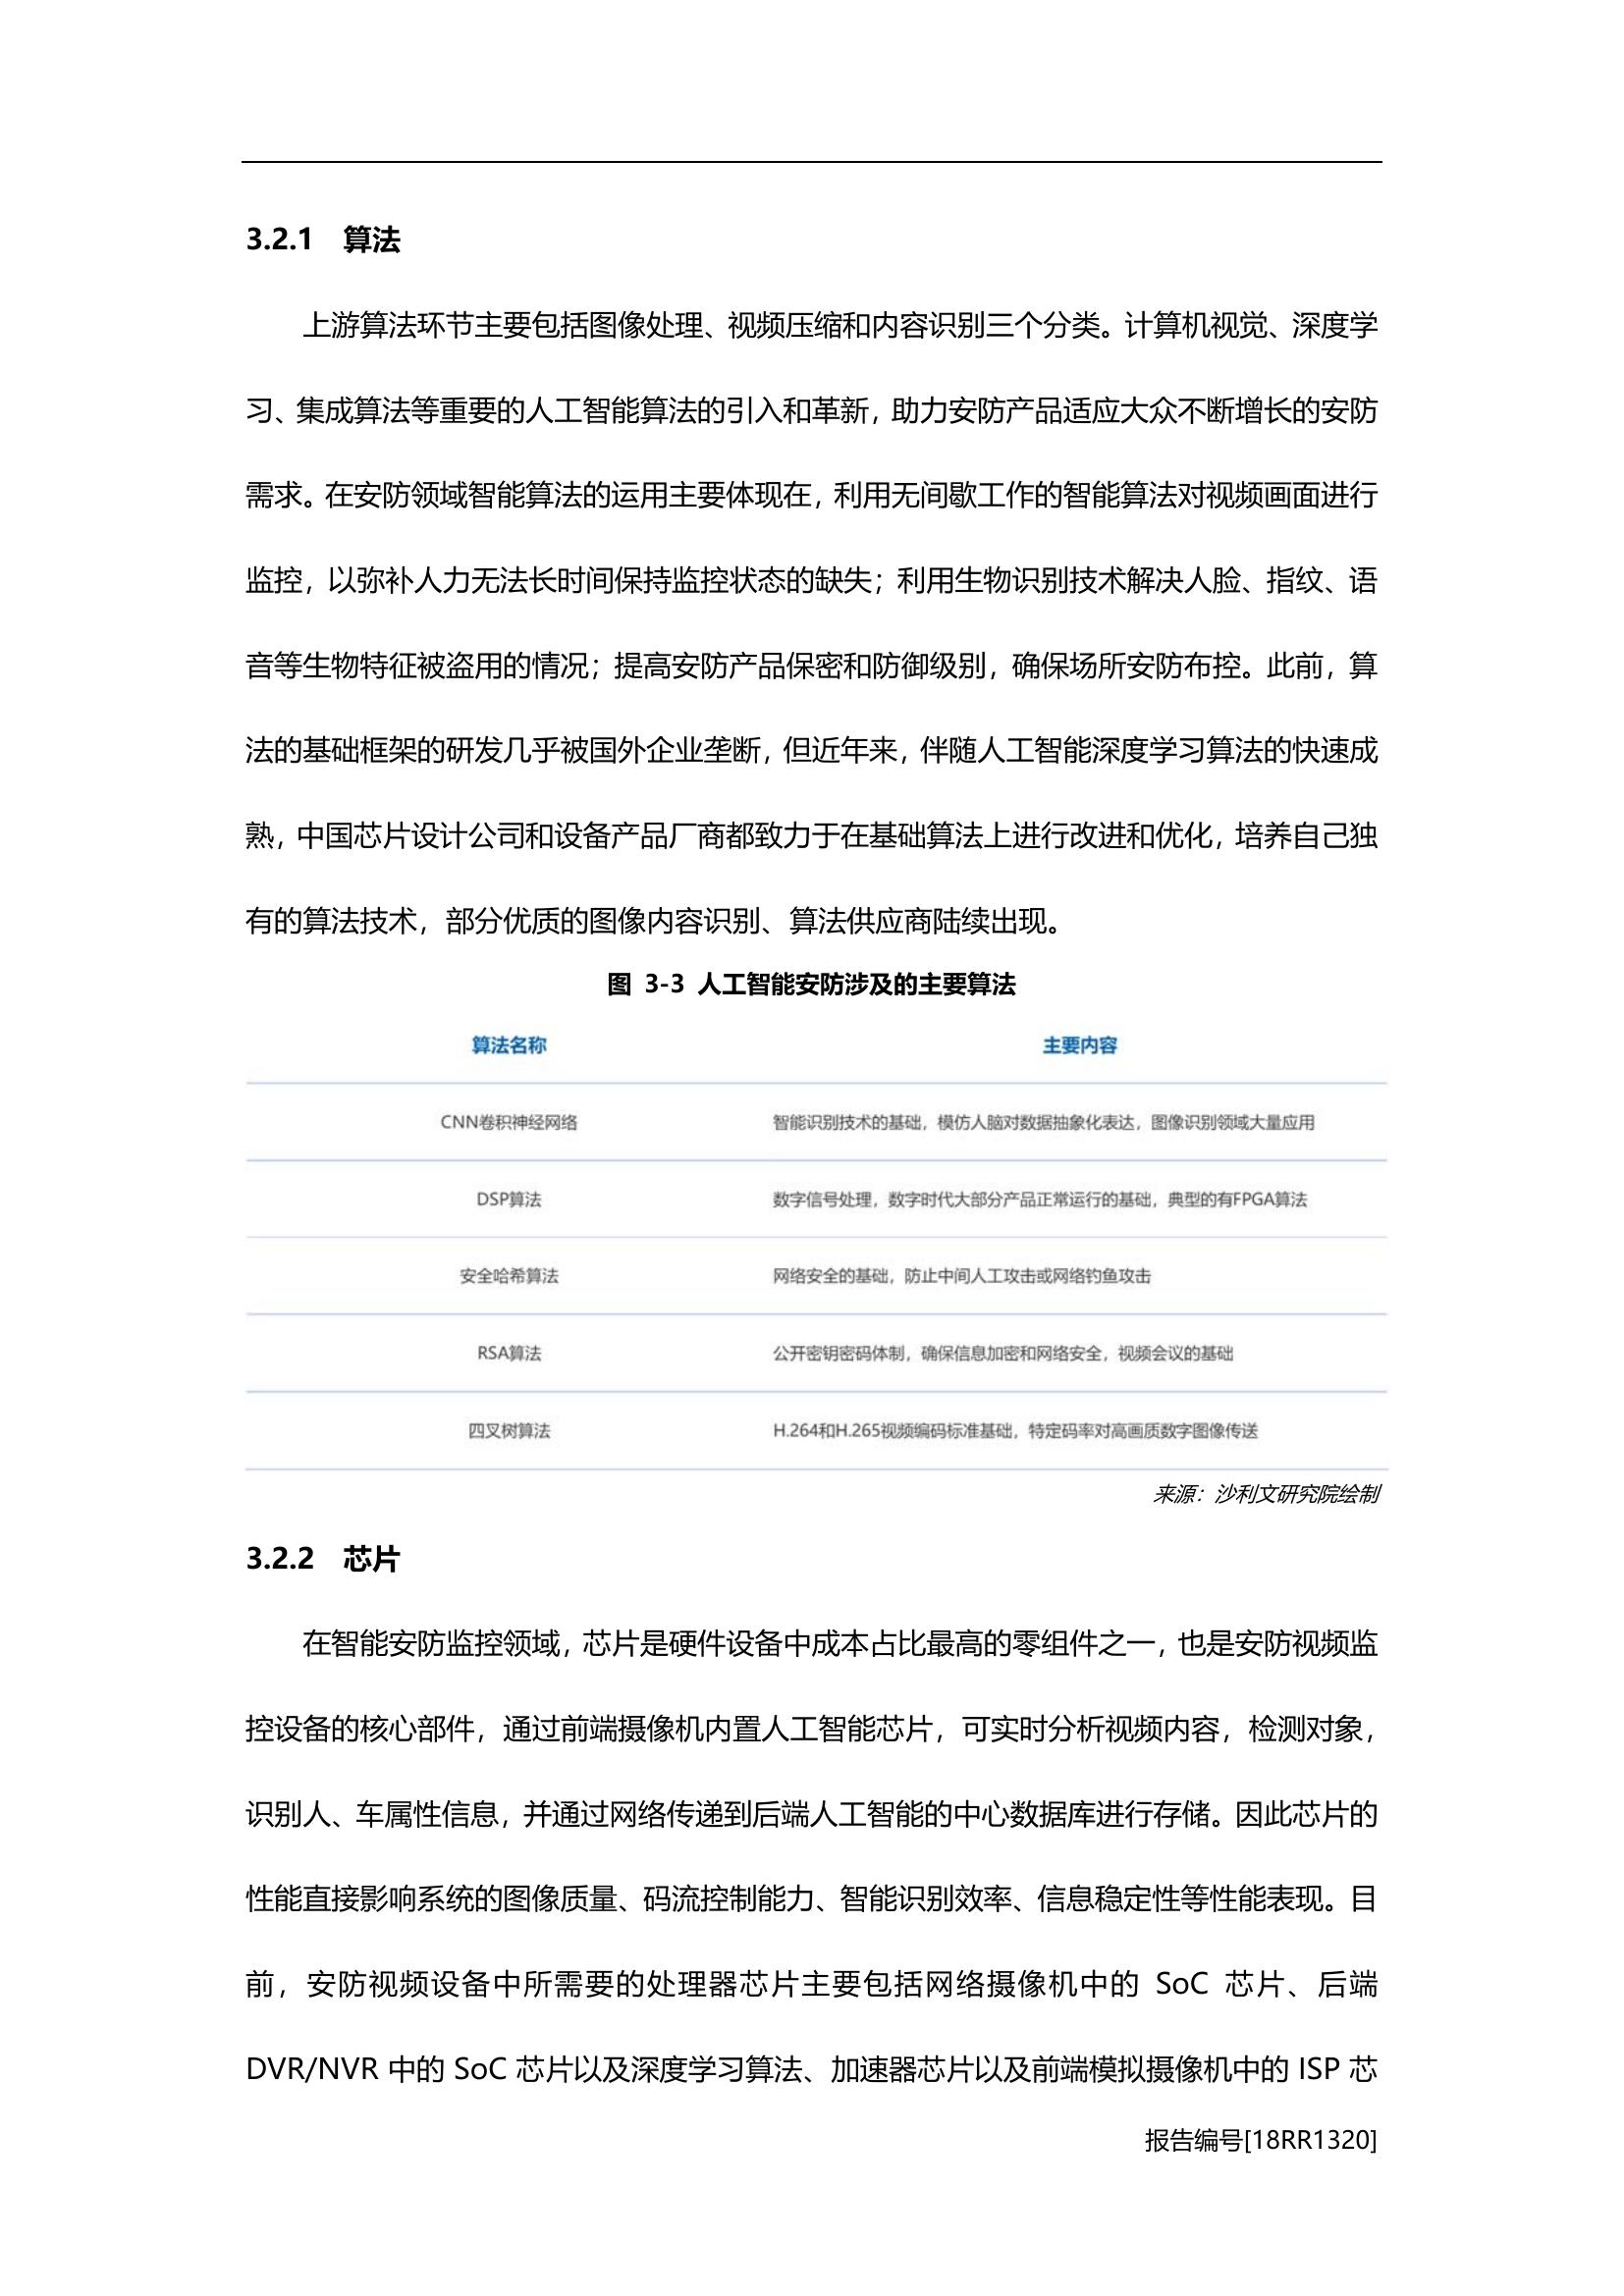 3.2.1 算法
上游算法环节主要包括图像处理、视频压缩和内容识别三个分类。计算机视觉、深度学
习、集成算法等重要的人工智能算法的引入和革新，助力安防产品适应大众不断增长的安防
需求。在安防领域智能算法的运用主要体现在，利用无间歇工作的智能算法对视频画面进行
监控，以弥补人力无法长时间保持监控状态的缺失；利用生物识别技术解决人脸、指纹、语
音等生物特征被盗用的情况；提高安防产品保密和防御级别，确保场所安防布控。此前，算
法的基础框架的研发几乎被国外企业垄断，但近年来，伴随人工智能深度学习算法的快速成
熟，中国芯片设计公司和设备产品厂商都致力于在基础算法上进行改进和优化，培养自己独
有的算法技术，部分优质的图像内容识别、算法供应商陆续出现。
图 3-3 人工智能安防涉及的主要算法
算法名称 主要内容
CNN卷积神经网络 智能识别技术的基础，模仿人脑对数据抽象化表达，图像识别领域大量应用
DSP算法 数字信号处理，数字时代大部分产品正常运行的基础，典型的有FPGA算法
安全哈希算法 网络安全的基础，防止中间人工攻击或网络钓鱼攻击
RSA算法 公开密钥密码体制，确保信息加密和网络安全，视频会议的基础
四叉树算法 H.264和H.265视频编码标准基础，特定码率对高画质数字图像传送
来源：沙利文研究院绘制
3.2.2 芯片
在智能安防监控领域，芯片是硬件设备中成本占比最高的零组件之一，也是安防视频监
控设备的核心部件，通过前端摄像机内置人工智能芯片，可实时分析视频内容，检测对象，
识别人、车属性信息，并通过网络传递到后端人工智能的中心数据库进行存储。因此芯片的
性能直接影响系统的图像质量、码流控制能力、智能识别效率、信息稳定性等性能表现。目
前，安防视频设备中所需要的处理器芯片主要包括网络摄像机中的 SoC 芯片、后端
DVR/NVR 中的 SoC 芯片以及深度学习算法、加速器芯片以及前端模拟摄像机中的 ISP 芯
报告编号[18RR1320]